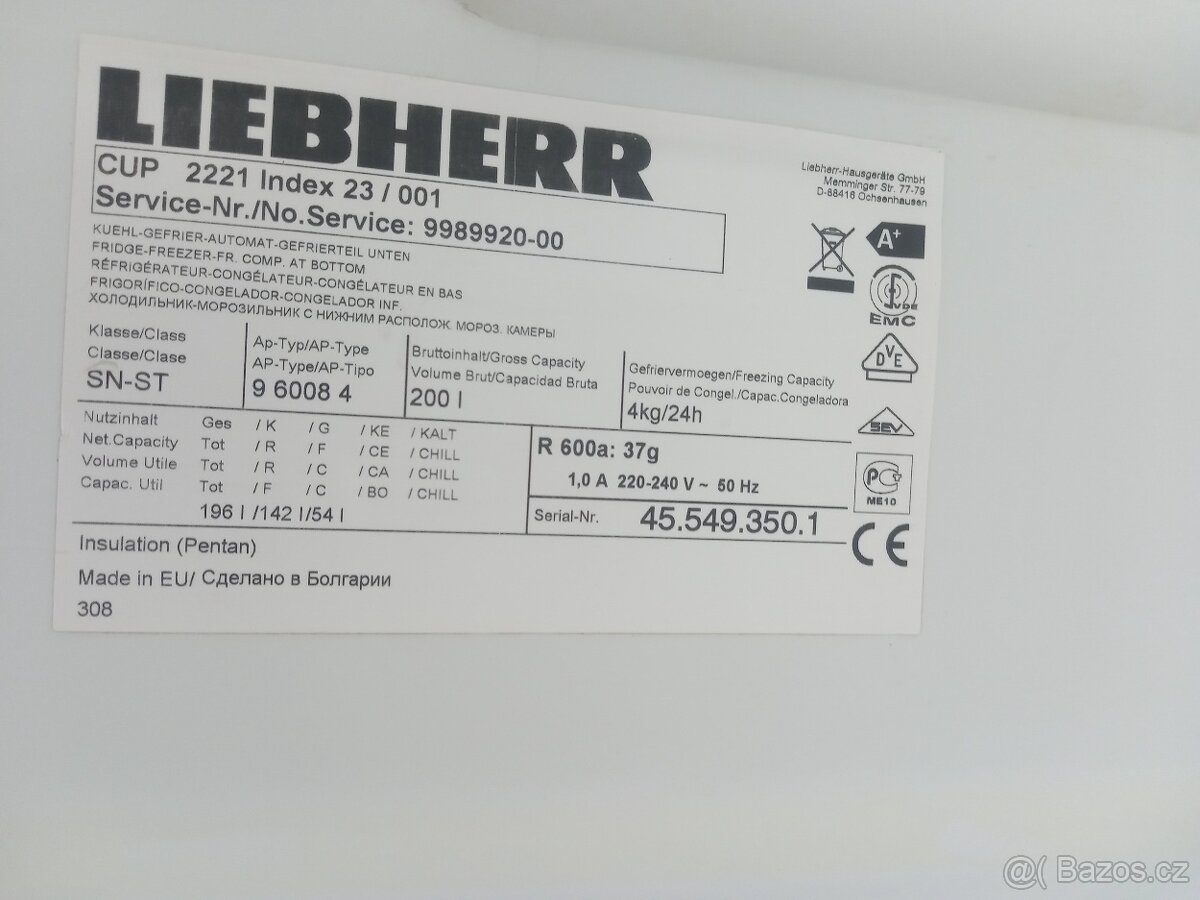 LIEBHERR
CUP 2221 Index 23 / 001
Service-Nr./No.Service: 9989920-00
Liebherr-Hausgeräte GmbH
Memminger Str. 77-79
D-88416 Ochsenhausen
KUEHL-GEFRIER-AUTOMAT-GEFRIERTEIL UNTEN
FRIDGE-FREEZER-FR. COMP. AT BOTTOM
RÉFRIGÉRATEUR-CONGÉLATEUR-CONGÉLATEUR EN BAS
FRIGORÍFICO-CONGELADOR-CONGELADOR INF.
ХОЛОДИЛЬНИК-МОРОЗИЛЬНИК С НИЖНИМ РАСПОЛОЖ. МОРОЗ. КАМЕРЫ
A+
VDE
EMC
DVE
SEV
PC
ME10
CE
Klasse/Class
Classe/Clase
SN-ST
Ap-Typ/AP-Type
AP-Type/AP-Tipo
9 6008 4
Bruttoinhalt/Gross Capacity
Volume Brut/Capacidad Bruta
200 l
Gefriervermoegen/Freezing Capacity
Pouvoir de Congel./Capac.Congeladora
4kg/24h
Nutzinhalt Ges / K / G / KE / KALT
Net.Capacity Tot / R / F / CE / CHILL
Volume Utile Tot / R / C / CA / CHILL
Capac. Util Tot / F / C / BO / CHILL
196 l /142 l/54 l
R 600a: 37g
1,0 A 220-240 V ~ 50 Hz
Serial-Nr. 45.549.350.1
Insulation (Pentan)
Made in EU/ Сделано в Болгарии
308
@( Bazos.cz